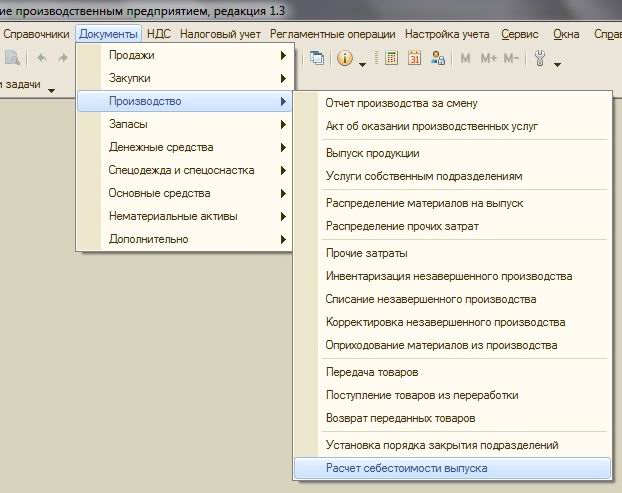 ие производственным предприятием, редакция 1.3
Справочники Документы НДС Налоговый учет Регламентные операции Настройка учета Сервис Окна Спра
M M+ M-
и задачи
Продажи
Закупки
Производство
Запасы
Денежные средства
Спецодежда и спецоснастка
Основные средства
Нематериальные активы
Дополнительно
Отчет производства за смену
Акт об оказании производственных услуг
Выпуск продукции
Услуги собственным подразделениям
Распределение материалов на выпуск
Распределение прочих затрат
Прочие затраты
Инвентаризация незавершенного производства
Списание незавершенного производства
Корректировка незавершенного производства
Оприходование материалов из производства
Передача товаров
Поступление товаров из переработки
Возврат переданных товаров
Установка порядка закрытия подразделений
Расчет себестоимости выпуска